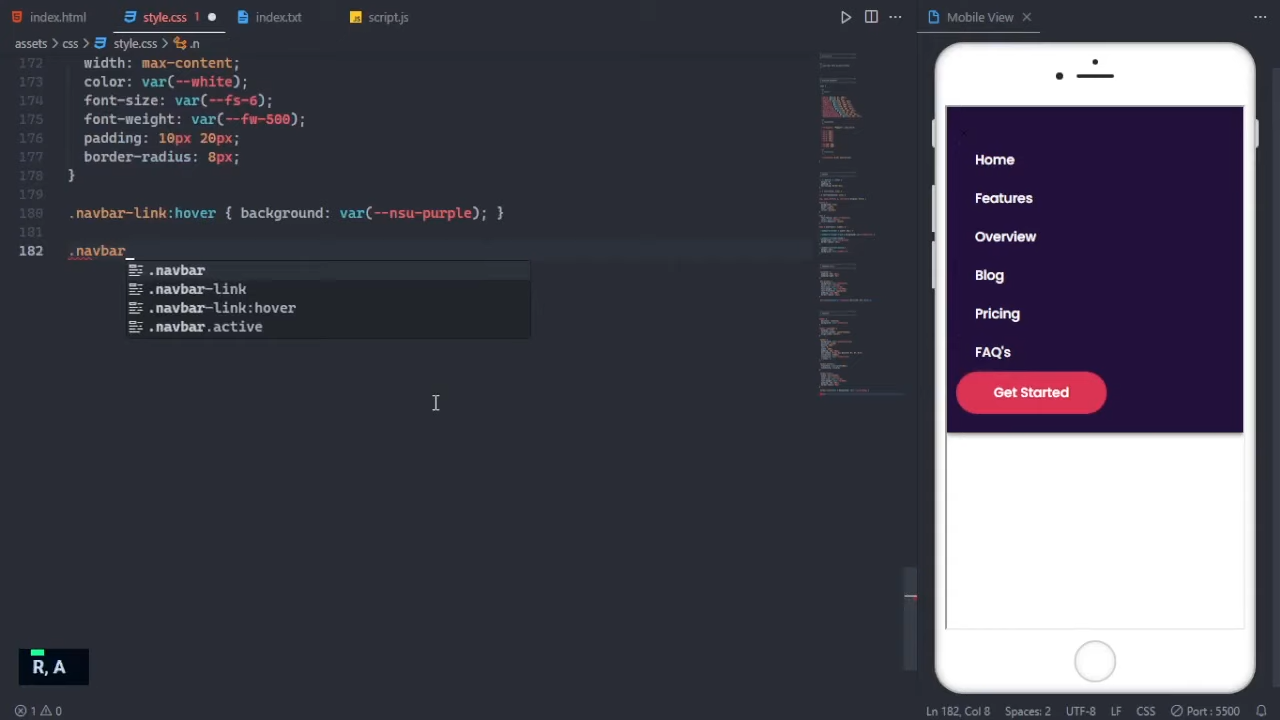 index.html
style.css 1
index.txt
script.js
Mobile View
assets > css > style.css > .n
172 width: max-content;
173 color: var(--white);
174 font-size: var(--fs-6);
175 font-weight: var(--fw-500);
176 padding: 10px 20px;
177 border-radius: 8px;
178 }
179
180 .navbar-link:hover { background: var(--nsu-purple); }
181
182 .navbar
.navbar
.navbar-link
.navbar-link:hover
.navbar.active
Home
Features
Overview
Blog
Pricing
FAQ's
Get Started
R, A
1 0
Ln 182, Col 8 Spaces: 2 UTF-8 LF CSS Port : 5500